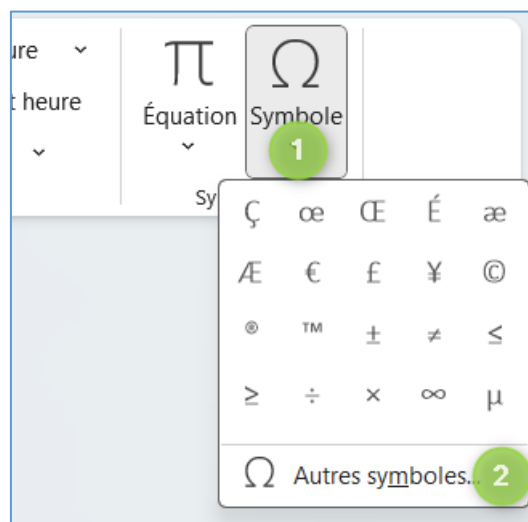 ure
t heure
π Ω
Équation Symbole
1
Sy
Ç œ Œ É æ
Æ € £ ¥ ©
® ™ ± ≠ ≤
≥ ÷ × ∞ µ
Ω Autres symboles... 2